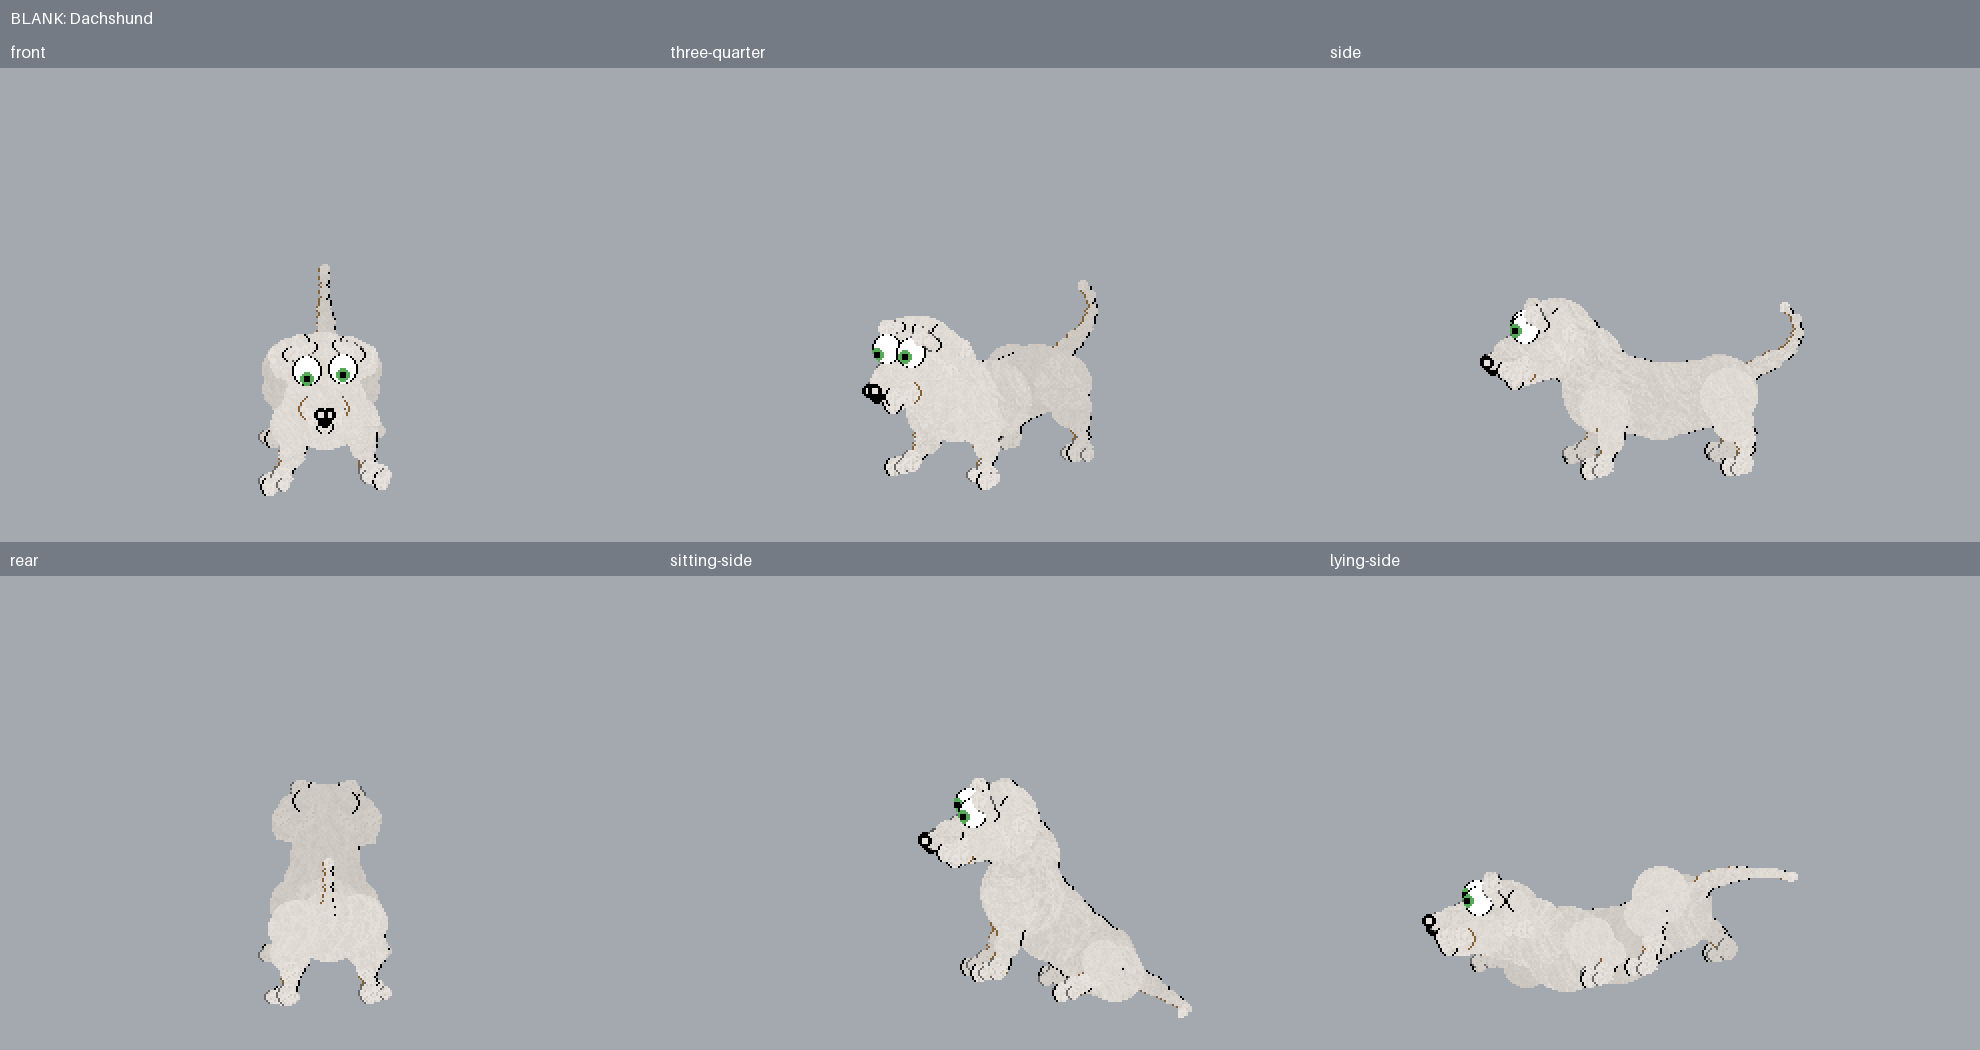 BLANK: Dachshund
front
three-quarter
side
rear
sitting-side
lying-side